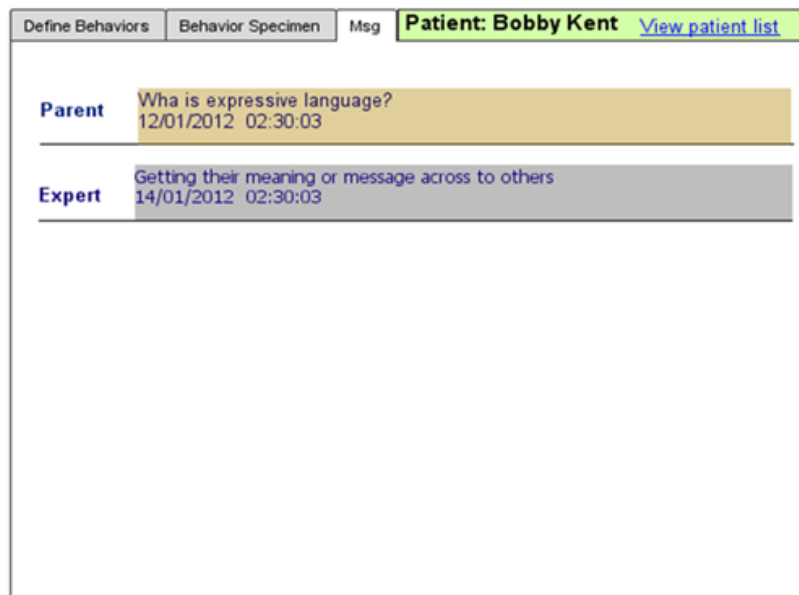 Define Behaviors Behavior Specimen Msg Patient: Bobby Kent View patient list
Parent
Wha is expressive language?
12/01/2012 02:30:03
Expert
Getting their meaning or message across to others
14/01/2012 02:30:03